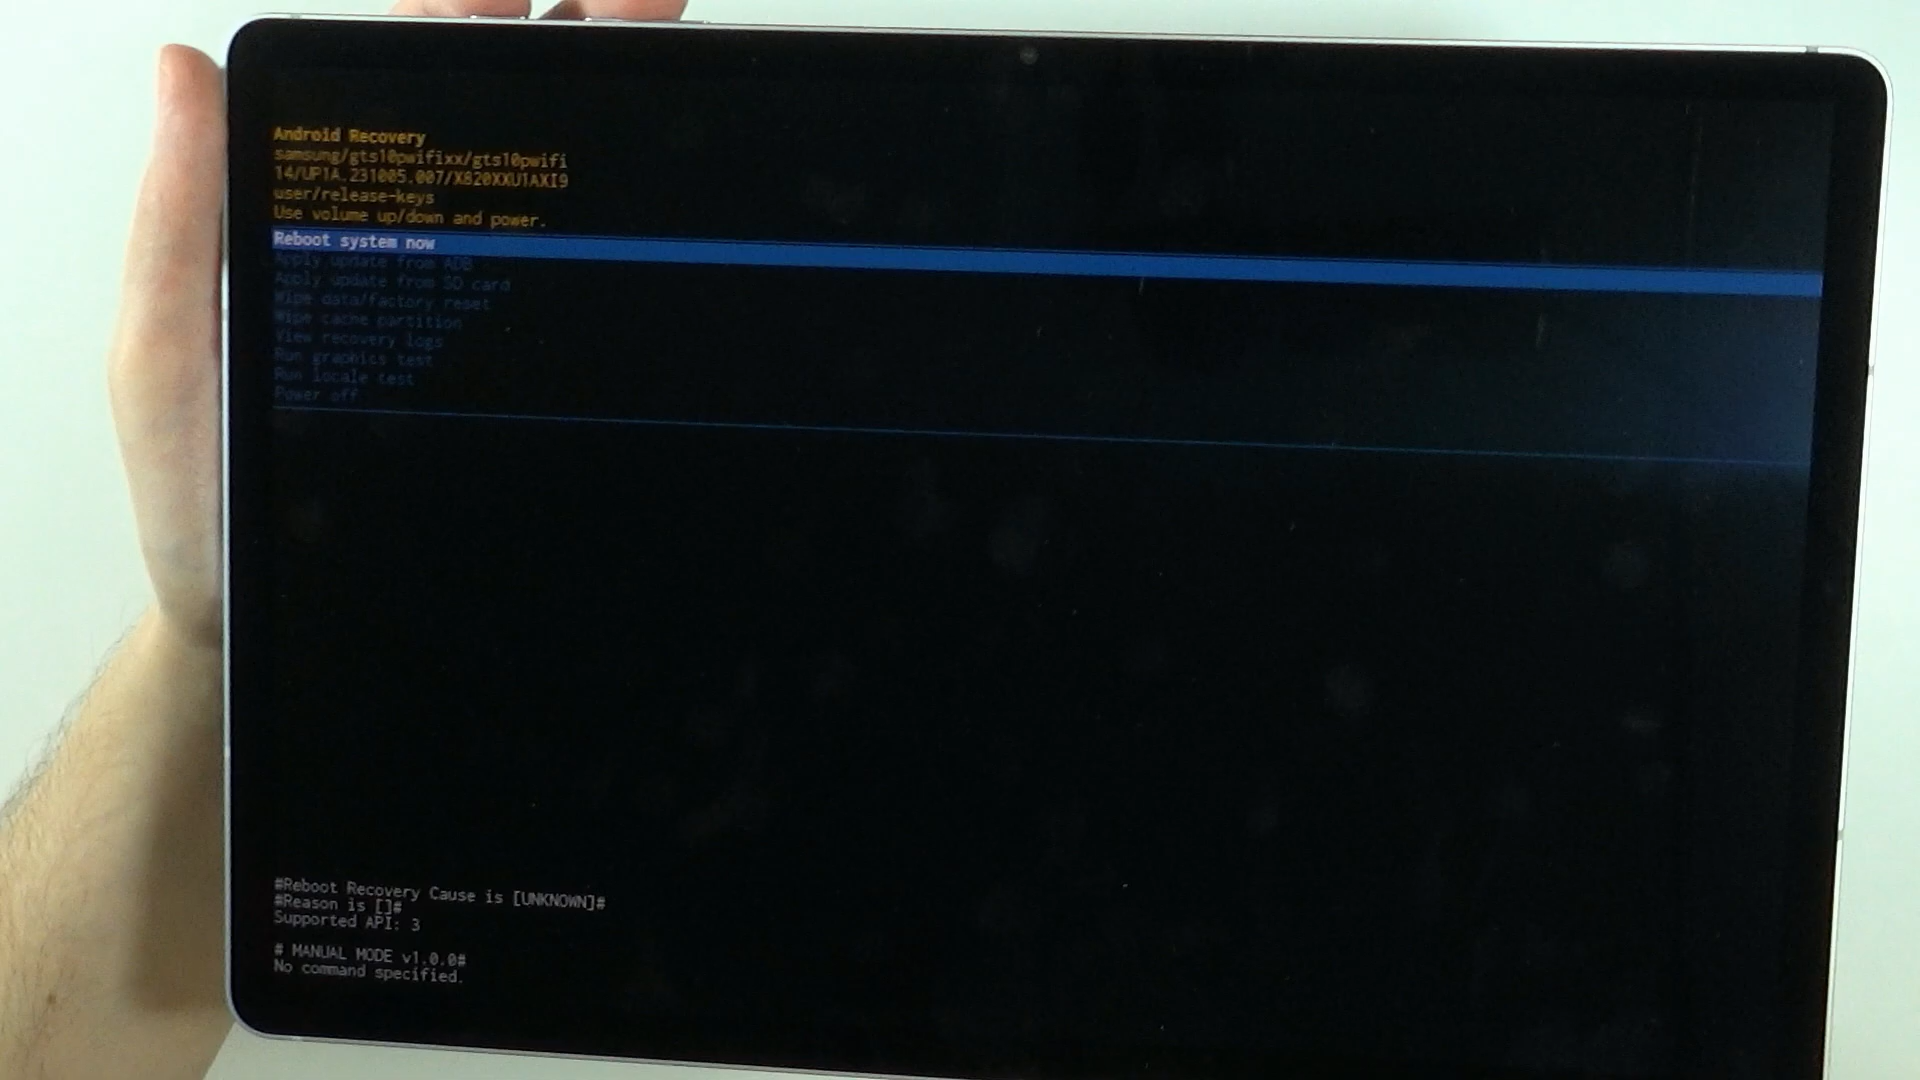 Android Recovery
samsung/gts10pwifixx/gts10pwifi
14/UP1A.231005.007/X820XXU1AXI9
user/release-keys
Use volume up/down and power.
Reboot system now
Apply update from ADB
Apply update from SD card
Wipe data/factory reset
Wipe cache partition
View recovery logs
Run graphics test
Run locale test
Power off
#Reboot Recovery Cause is [UNKNOWN]#
#Reason is []#
Supported API: 3
# MANUAL MODE v1.0.0#
No command specified.